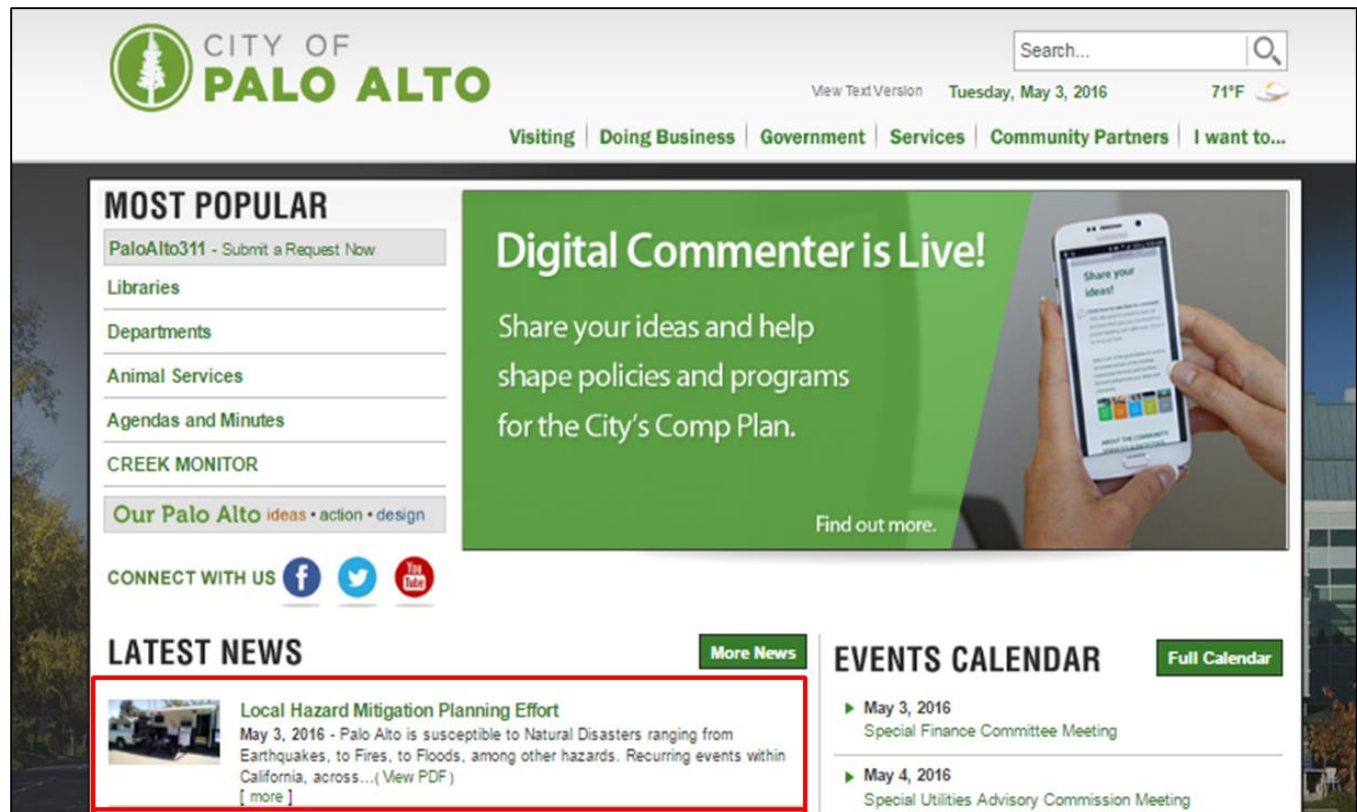 CITY OF
PALO ALTO
Search...
View Text Version Tuesday, May 3, 2016 71°F
Visiting Doing Business Government Services Community Partners I want to...
MOST POPULAR
PaloAlto311 - Submit a Request Now
Libraries
Departments
Animal Services
Agendas and Minutes
CREEK MONITOR
Our Palo Alto ideas • action • design
CONNECT WITH US f You Tube
Digital Commenter is Live!
Share your ideas and help
shape policies and programs
for the City's Comp Plan.
Find out more.
SAMSUNG
Share your
ideas!
ABOUT THE COMMUNITY
SERVICES & FACILITIES
LATEST NEWS
More News
Local Hazard Mitigation Planning Effort
May 3, 2016 - Palo Alto is susceptible to Natural Disasters ranging from
Earthquakes, to Fires, to Floods, among other hazards. Recurring events within
California, across...( View PDF )
[ more ]
EVENTS CALENDAR
Full Calendar
May 3, 2016
Special Finance Committee Meeting
May 4, 2016
Special Utilities Advisory Commission Meeting